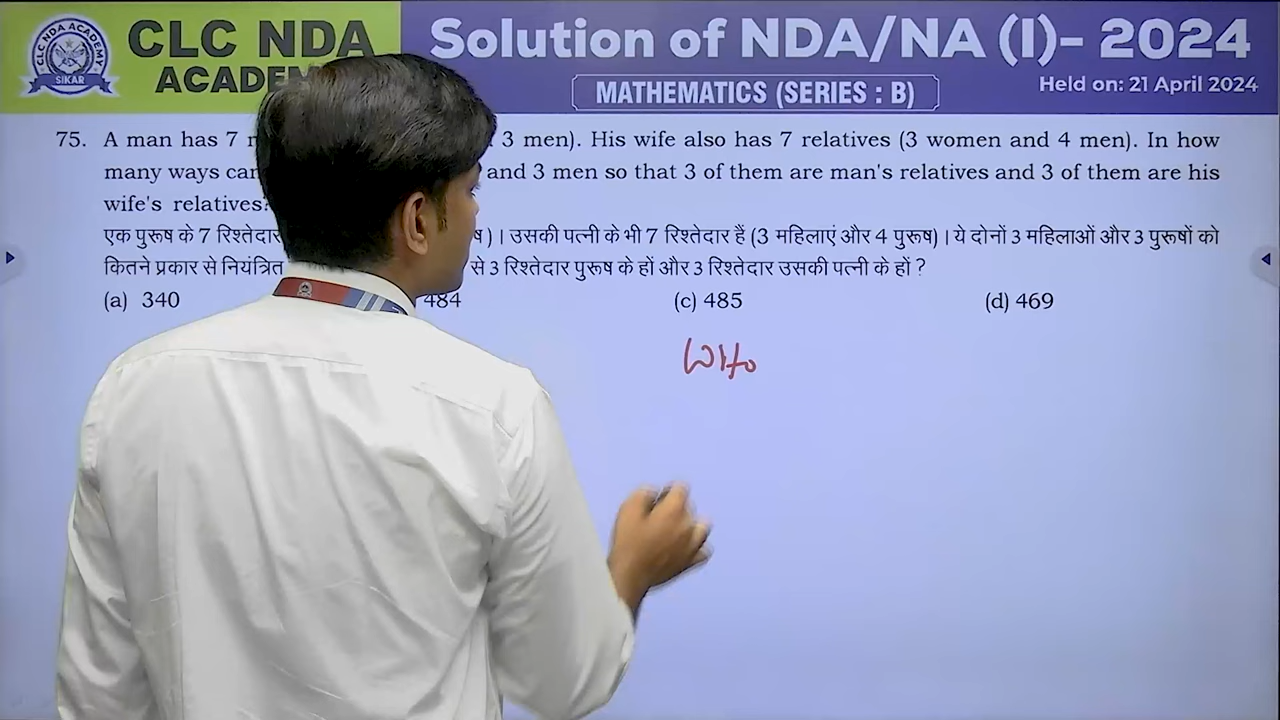 CLC NDA ACADEMY
SIKAR
CLC NDA
ACADEM
Solution of NDA/NA (I)- 2024
MATHEMATICS (SERIES : B)
Held on: 21 April 2024
75. A man has 7 3 men). His wife also has 7 relatives (3 women and 4 men). In how
many ways can and 3 men so that 3 of them are man's relatives and 3 of them are his
wife's relatives?
एक पुरूष के 7 रिश्तेदार )। उसकी पत्नी के भी 7 रिश्तेदार हैं (3 महिलाएं और 4 पुरूष)। ये दोनों 3 महिलाओं और 3 पुरूषों को
कितने प्रकार से नियंत्रित से 3 रिश्तेदार पुरूष के हों और 3 रिश्तेदार उसकी पत्नी के हों ?
(a) 340 484 (c) 485 (d) 469